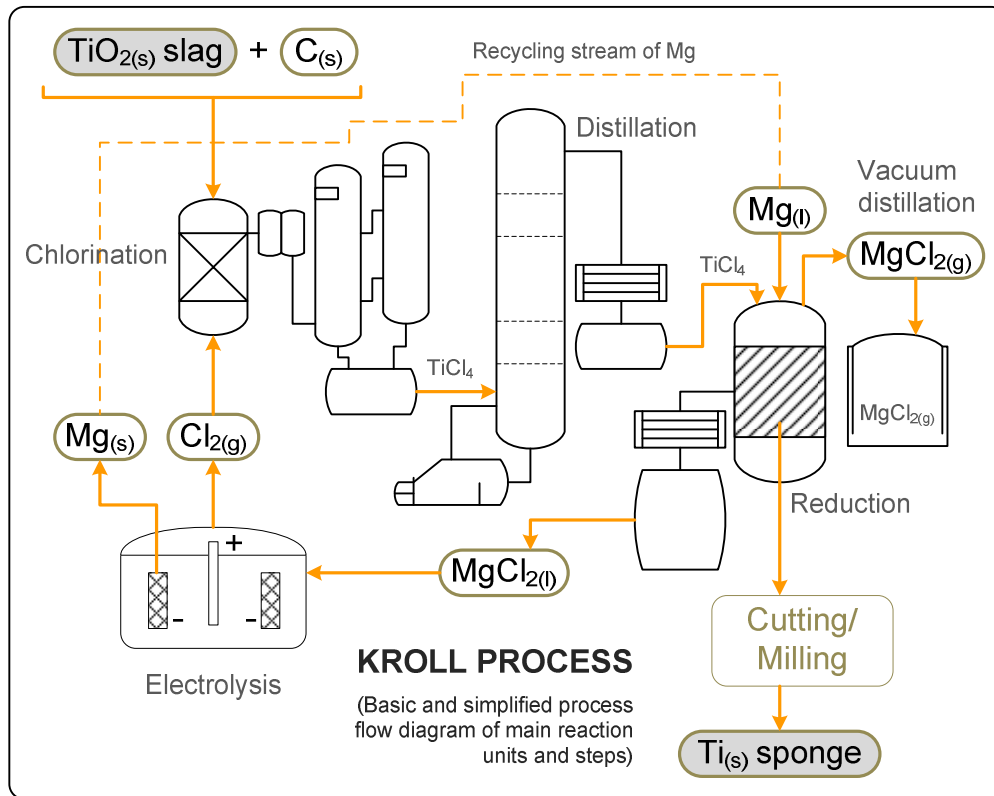 TiO2(s) slag + C(s)
Recycling stream of Mg
Distillation
Vacuum
distillation
Mg(l)
MgCl2(g)
Chlorination
TiCl4
TiCl4
MgCl2(g)
Mg(s)
Cl2(g)
Reduction
+
-
-
MgCl2(l)
Electrolysis
Cutting/
Milling
KROLL PROCESS
(Basic and simplified process
flow diagram of main reaction
units and steps)
Ti(s) sponge